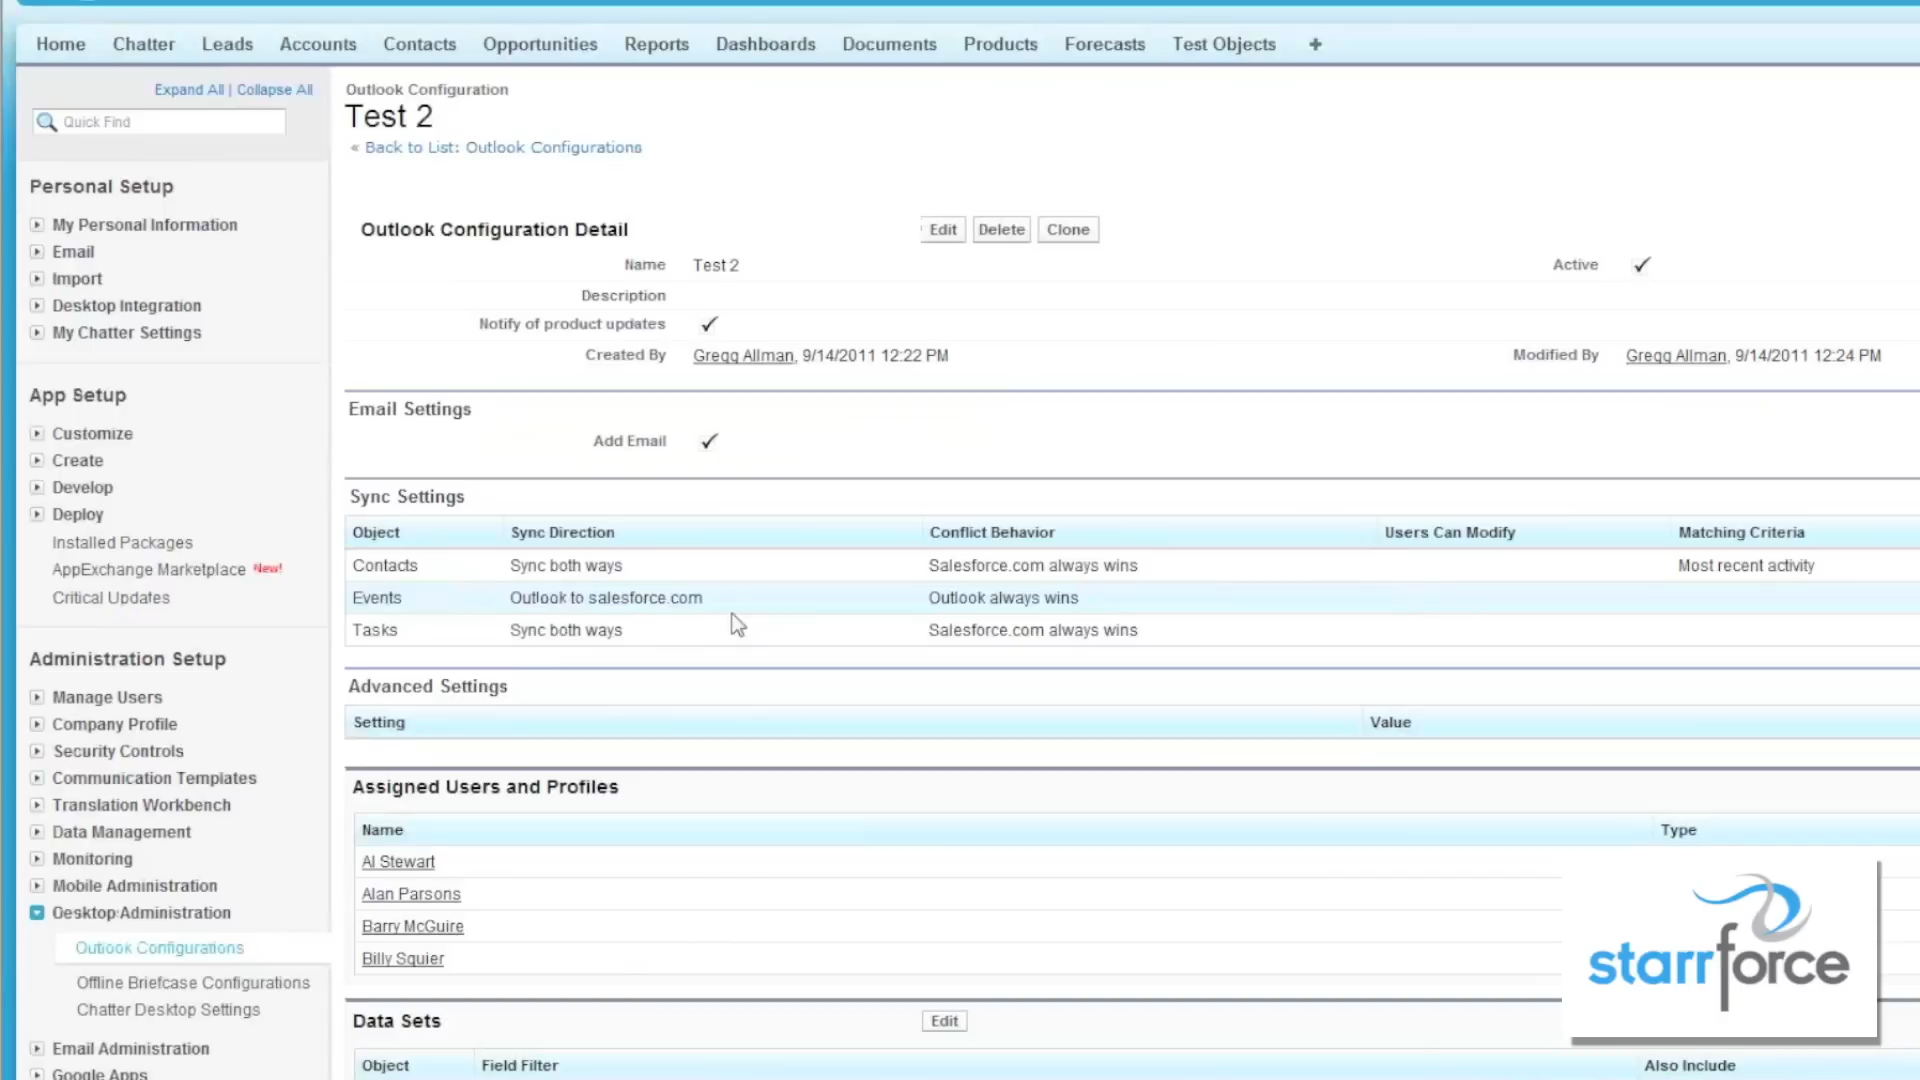 Home Chatter Leads Accounts Contacts Opportunities Reports Dashboards Documents Products Forecasts Test Objects +
Expand All | Collapse All
Quick Find
Personal Setup
My Personal Information
Email
Import
Desktop Integration
My Chatter Settings
App Setup
Customize
Create
Develop
Deploy
Installed Packages
AppExchange Marketplace New!
Critical Updates
Administration Setup
Manage Users
Company Profile
Security Controls
Communication Templates
Translation Workbench
Data Management
Monitoring
Mobile Administration
Desktop Administration
Outlook Configurations
Offline Briefcase Configurations
Chatter Desktop Settings
Email Administration
Google Apps
Outlook Configuration
Test 2
« Back to List: Outlook Configurations
Outlook Configuration Detail Edit Delete Clone
Name Test 2 Active
Description
Notify of product updates
Created By Gregg Allman, 9/14/2011 12:22 PM Modified By Gregg Allman, 9/14/2011 12:24 PM
Email Settings
Add Email
Sync Settings
Object Sync Direction Conflict Behavior Users Can Modify Matching Criteria
Contacts Sync both ways Salesforce.com always wins Most recent activity
Events Outlook to salesforce.com Outlook always wins
Tasks Sync both ways Salesforce.com always wins
Advanced Settings
Setting Value
Assigned Users and Profiles
Name Type
Al Stewart
Alan Parsons
Barry McGuire
Billy Squier
starrforce
Data Sets Edit
Object Field Filter Also Include